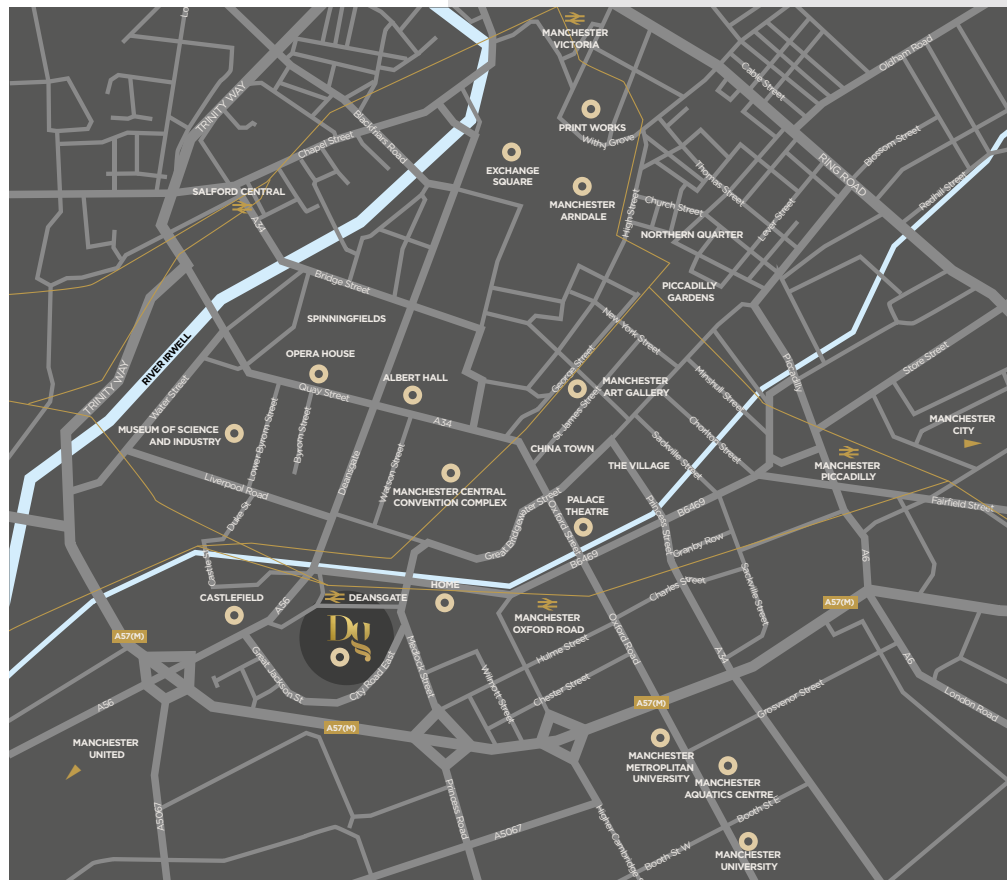 MANCHESTER
VICTORIA
Oldham Road
Cable Street
TRINITY WAY
Blackfriars Road
Chapel Street
PRINT WORKS
Withy Grove
Blossom Street
RING ROAD
EXCHANGE
SQUARE
Thomas Street
SALFORD CENTRAL
MANCHESTER
ARNDALE
Redhill Street
Church Street
High Street
Lever Street
A34
NORTHERN QUARTER
Bridge Street
PICCADILLY
GARDENS
SPINNINGFIELDS
New York Street
RIVER IRWELL
OPERA HOUSE
George Street
Piccadilly
Store Street
TRINITY WAY
Water Street
ALBERT HALL
MANCHESTER
ART GALLERY
Minshull Street
Quay Street
St James Street
MUSEUM OF SCIENCE
AND INDUSTRY
Lower Byrom Street
Byrom Street
A34
Chorlton Street
MANCHESTER
CITY
CHINA TOWN
Sackville Street
THE VILLAGE
MANCHESTER
PICCADILLY
Deansgate
Watson Street
Liverpool Road
MANCHESTER CENTRAL
CONVENTION COMPLEX
PALACE
THEATRE
Fairfield Street
Duke St
Great Bridgewater Street
Oxford Street
Princess Street
B6469
B6469
Granby Row
A6
Charles Street
Sackville Street
CASTLEFIELD
A56
DEANSGATE
HOME
MANCHESTER
OXFORD ROAD
A57(M)
Dg
A57(M)
Great Jackson St
City Road East
Medlock Street
Hulme Street
Oxford Road
A34
A6
Wilmott Street
Chester Street
Grosvenor Street
London Road
A56
A57(M)
A57(M)
MANCHESTER
UNITED
MANCHESTER
METROPLITAN
UNIVERSITY
MANCHESTER
AQUATICS CENTRE
A5067
Princess Road
A5067
Higher Cambridge
Booth St E
Booth St W
MANCHESTER
UNIVERSITY